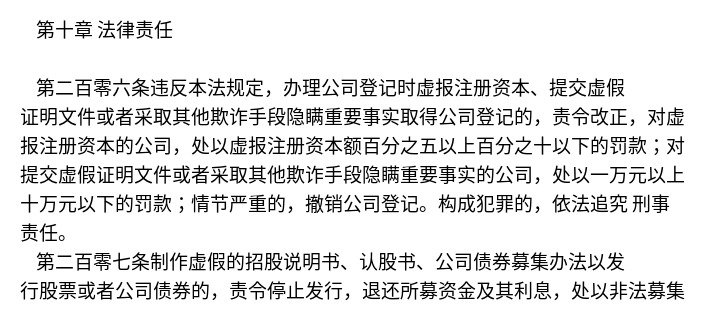 第十章 法律责任
第二百零六条违反本法规定，办理公司登记时虚报注册资本、提交虚假
证明文件或者采取其他欺诈手段隐瞒重要事实取得公司登记的，责令改正，对虚
报注册资本的公司，处以虚报注册资本额百分之五以上百分之十以下的罚款；对
提交虚假证明文件或者采取其他欺诈手段隐瞒重要事实的公司，处以一万元以上
十万元以下的罚款；情节严重的，撤销公司登记。构成犯罪的，依法追究 刑事
责任。
第二百零七条制作虚假的招股说明书、认股书、公司债券募集办法以发
行股票或者公司债券的，责令停止发行，退还所募资金及其利息，处以非法募集